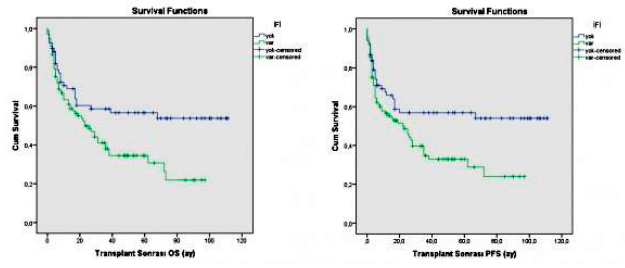 Survival Functions
IFI
yok
var
yok-censored
var-censored
Cum Survival
1,0
0,8
0,6
0,4
0,2
0,0
0 20 40 60 80 100 120
Transplant Sonrası OS (ay)
Survival Functions
IFI
yok
var
yok-censored
var-censored
Cum Survival
1,0
0,8
0,6
0,4
0,2
0,0
,0 20,0 40,0 60,0 80,0 100,0 120,0
Transplant Sonrası PFS (ay)